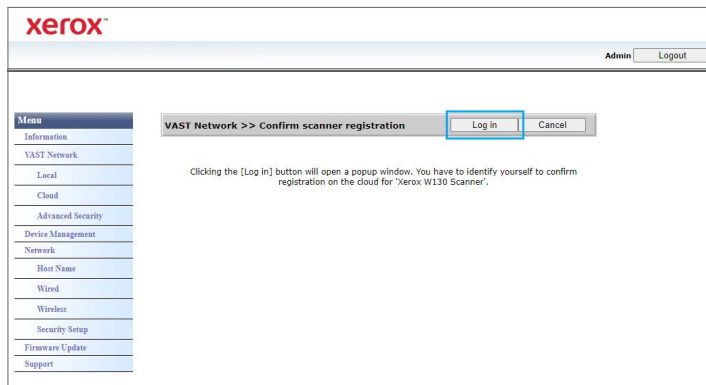 xerox™
Admin Logout
Menu
Information
VAST Network
Local
Cloud
Advanced Security
Device Management
Network
Host Name
Wired
Wireless
Security Setup
Firmware Update
Support
VAST Network >> Confirm scanner registration Log in Cancel
Clicking the [Log in] button will open a popup window. You have to identify yourself to confirm
registration on the cloud for 'Xerox W130 Scanner'.